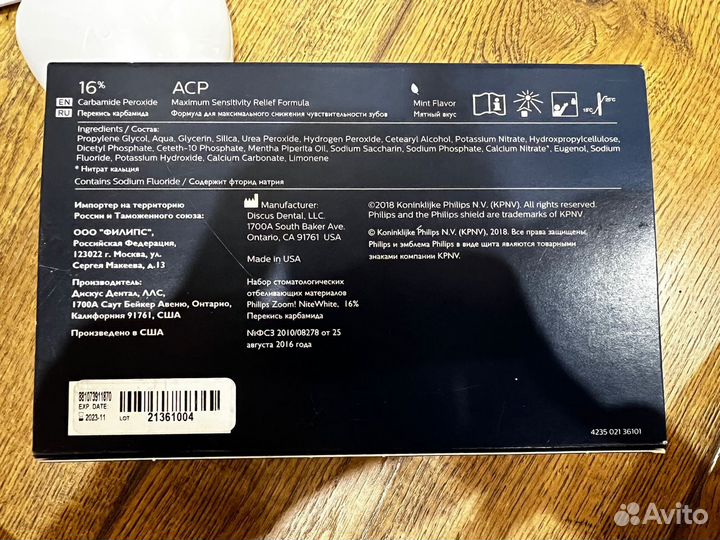 16%
ACP
EN Carbamide Peroxide
Maximum Sensitivity Relief Formula
Mint Flavor
RU Перекись карбамида
Формула для максимального снижения чувствительности зубов
Мятный вкус
15°C
25°C
Ingredients / Состав:
Propylene Glycol, Aqua, Glycerin, Silica, Urea Peroxide, Hydrogen Peroxide, Cetearyl Alcohol, Potassium Nitrate, Hydroxpropylcellulose,
Dicetyl Phosphate, Ceteth-10 Phosphate, Mentha Piperita Oil, Sodium Saccharin, Sodium Phosphate, Calcium Nitrate*, Eugenol, Sodium
Fluoride, Potassium Hydroxide, Calcium Carbonate, Limonene
* Нитрат кальция
Contains Sodium Fluoride / Содержит фторид натрия
Импортер на территорию
России и Таможенного союза:
ООО "ФИЛИПС",
Российская Федерация,
123022 г. Москва, ул.
Сергея Макеева, д.13
Производитель:
Дискус Дентал, ЛЛС,
1700А Саут Бейкер Авеню, Онтарио,
Калифорния 91761, США
Произведено в США
Manufacturer:
Discus Dental, LLC.
1700A South Baker Ave.
Ontario, CA 91761 USA
Made in USA
Набор стоматологических
отбеливающих материалов
Philips Zoom! NiteWhite, 16%
Перекись карбамида
№ФСЗ 2010/08278 от 25
августа 2016 года
©2018 Koninklijke Philips N.V. (KPNV). All rights reserved.
Philips and the Philips shield are trademarks of KPNV.
© Koninklijke Philips N.V. (KPNV), 2018. Все права защищены.
Philips и эмблема Philips в виде щита являются товарными
знаками компании KPNV.
881073911870
EXP. DATE:
2023-11
LOT
21361004
4235 021 36101
Avito